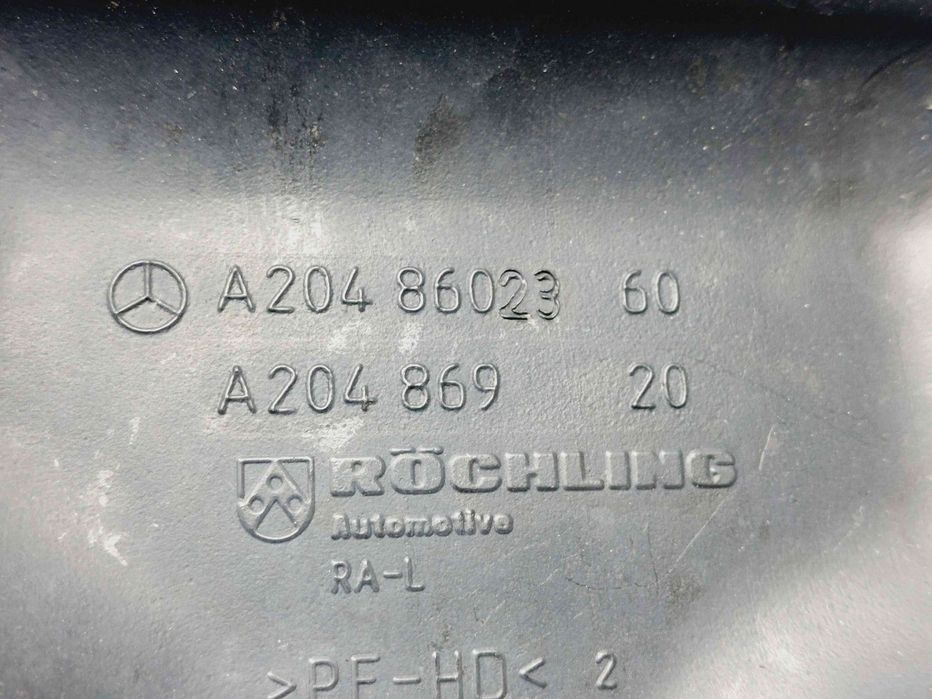 A204 86023 60
A204 869 20
RÖCHLING
Automotive
RA-L
>PE-HD< 2